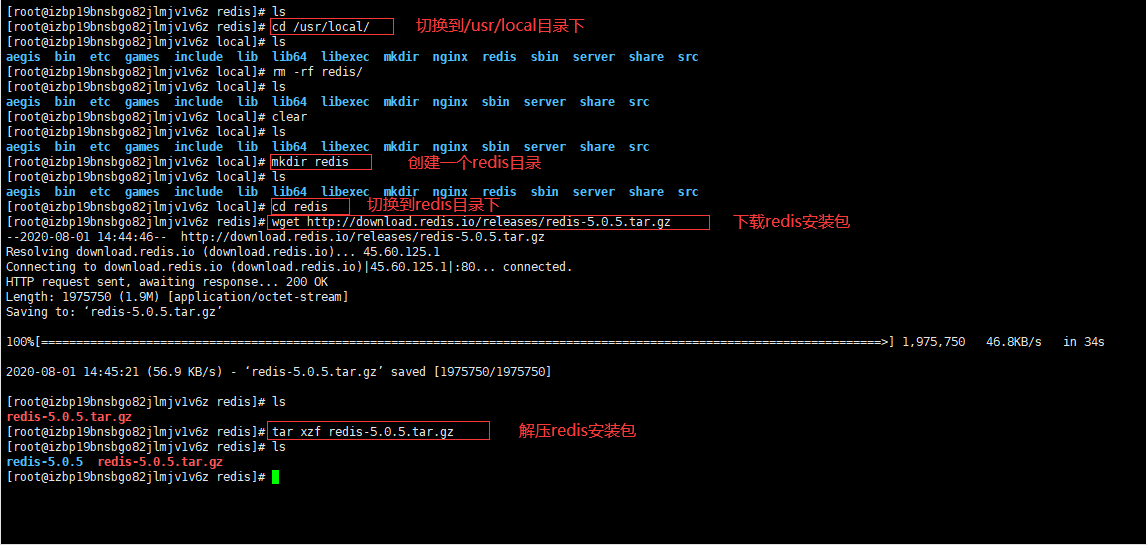 [root@izbp19bnsbgo82jlmjv1v6z redis]# ls
[root@izbp19bnsbgo82jlmjv1v6z redis]# cd /usr/local/ 切换到/usr/local目录下
[root@izbp19bnsbgo82jlmjv1v6z local]# ls
aegis bin etc games include lib lib64 libexec mkdir nginx redis sbin server share src
[root@izbp19bnsbgo82jlmjv1v6z local]# rm -rf redis/
[root@izbp19bnsbgo82jlmjv1v6z local]# ls
aegis bin etc games include lib lib64 libexec mkdir nginx sbin server share src
[root@izbp19bnsbgo82jlmjv1v6z local]# clear
[root@izbp19bnsbgo82jlmjv1v6z local]# ls
aegis bin etc games include lib lib64 libexec mkdir nginx sbin server share src
[root@izbp19bnsbgo82jlmjv1v6z local]# mkdir redis 创建一个redis目录
[root@izbp19bnsbgo82jlmjv1v6z local]# ls
aegis bin etc games include lib lib64 libexec mkdir nginx redis sbin server share src
[root@izbp19bnsbgo82jlmjv1v6z local]# cd redis 切换到redis目录下
[root@izbp19bnsbgo82jlmjv1v6z redis]# wget http://download.redis.io/releases/redis-5.0.5.tar.gz 下载redis安装包
--2020-08-01 14:44:46-- http://download.redis.io/releases/redis-5.0.5.tar.gz
Resolving download.redis.io (download.redis.io)... 45.60.125.1
Connecting to download.redis.io (download.redis.io)|45.60.125.1|:80... connected.
HTTP request sent, awaiting response... 200 OK
Length: 1975750 (1.9M) [application/octet-stream]
Saving to: ‘redis-5.0.5.tar.gz’
100%[========================================================================================================================>] 1,975,750 46.8KB/s in 34s
2020-08-01 14:45:21 (56.9 KB/s) - ‘redis-5.0.5.tar.gz’ saved [1975750/1975750]
[root@izbp19bnsbgo82jlmjv1v6z redis]# ls
redis-5.0.5.tar.gz
[root@izbp19bnsbgo82jlmjv1v6z redis]# tar xzf redis-5.0.5.tar.gz 解压redis安装包
[root@izbp19bnsbgo82jlmjv1v6z redis]# ls
redis-5.0.5 redis-5.0.5.tar.gz
[root@izbp19bnsbgo82jlmjv1v6z redis]#